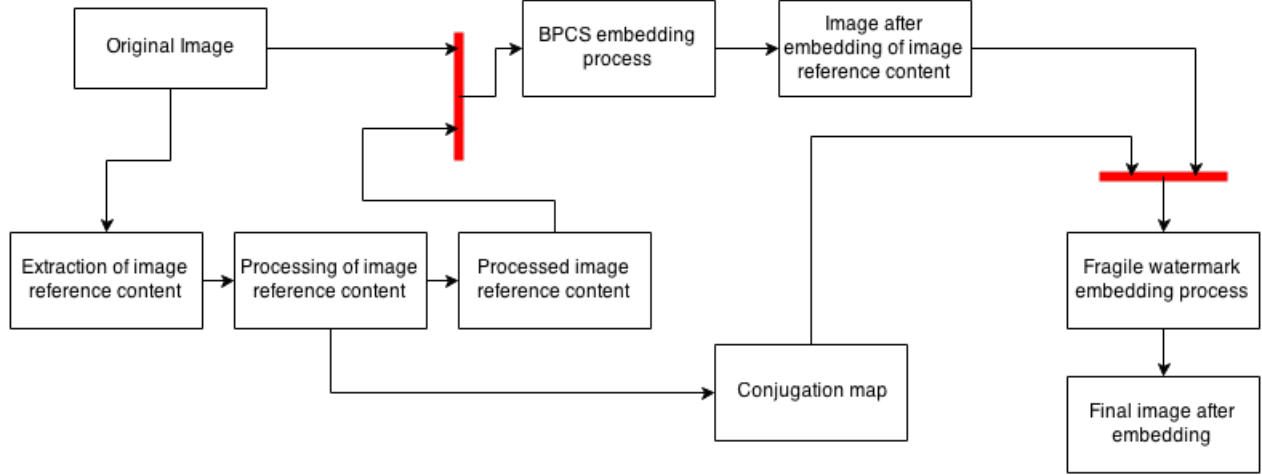 Original Image
BPCS embedding
process
Image after
embedding of image
reference content
Extraction of image
reference content
Processing of image
reference content
Processed image
reference content
Fragile watermark
embedding process
Conjugation map
Final image after
embedding